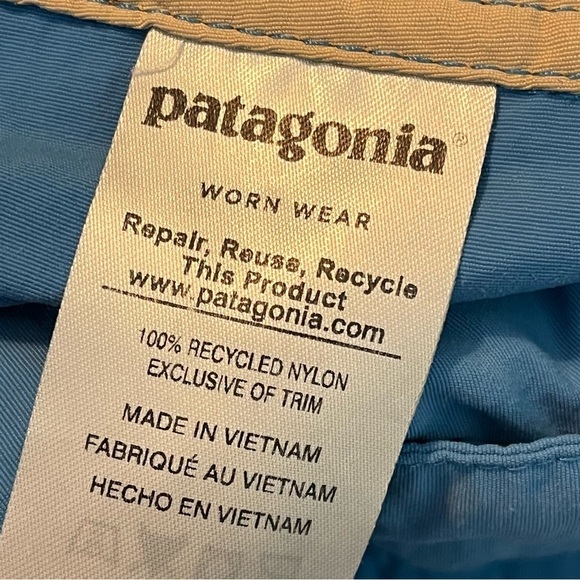 patagonia®
WORN WEAR
Repair, Reuse, Recycle
This Product
www.patagonia.com
100% RECYCLED NYLON
EXCLUSIVE OF TRIM
MADE IN VIETNAM
FABRIQUÉ AU VIETNAM
HECHO EN VIETNAM